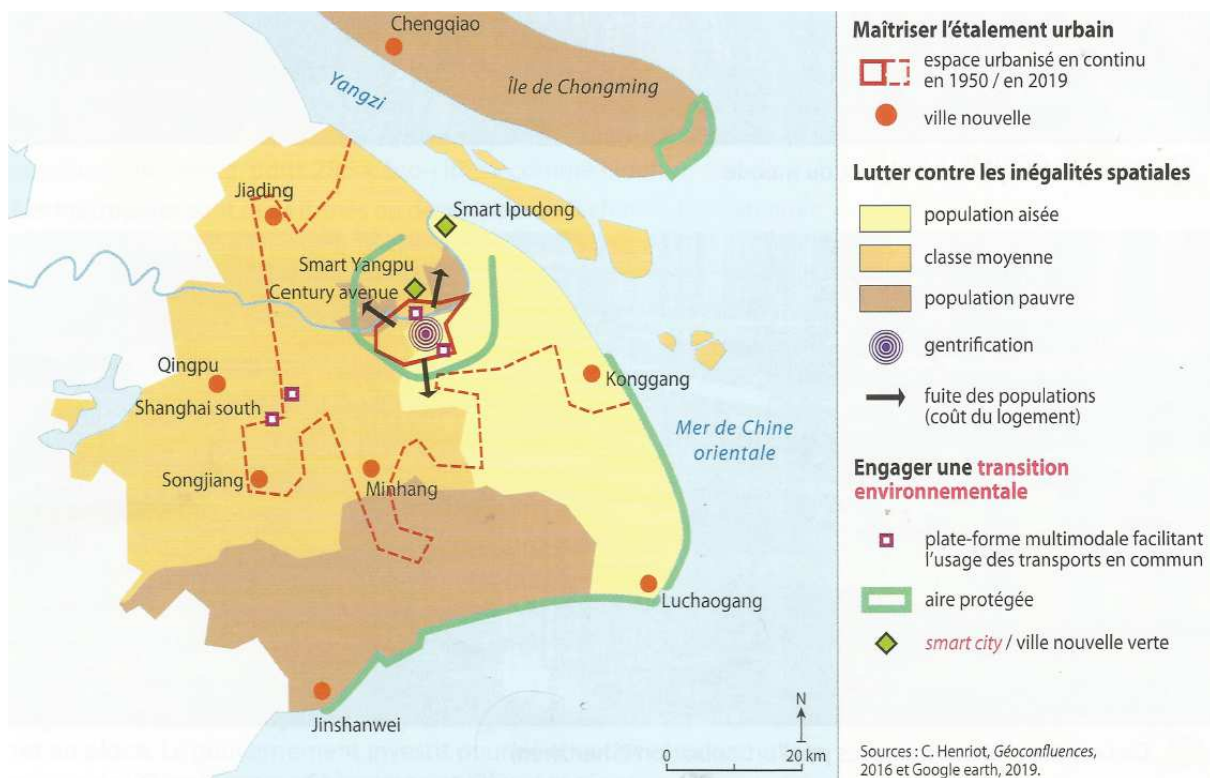 Chengqiao
Yangzi
Île de Chongming
Jiading
Smart Ipudong
Smart Yangpu
Century avenue
Qingpu
Shanghai south
Konggang
Mer de Chine
orientale
Songjiang
Minhang
Luchaogang
Jinshanwei
N
0
20 km
Maîtriser l'étalement urbain
espace urbanisé en continu
en 1950 / en 2019
ville nouvelle
Lutter contre les inégalités spatiales
population aisée
classe moyenne
population pauvre
gentrification
fuite des populations
(coût du logement)
Engager une transition
environnementale
plate-forme multimodale facilitant
l'usage des transports en commun
aire protégée
smart city / ville nouvelle verte
Sources : C. Henriot, Géoconfluences,
2016 et Google earth, 2019.